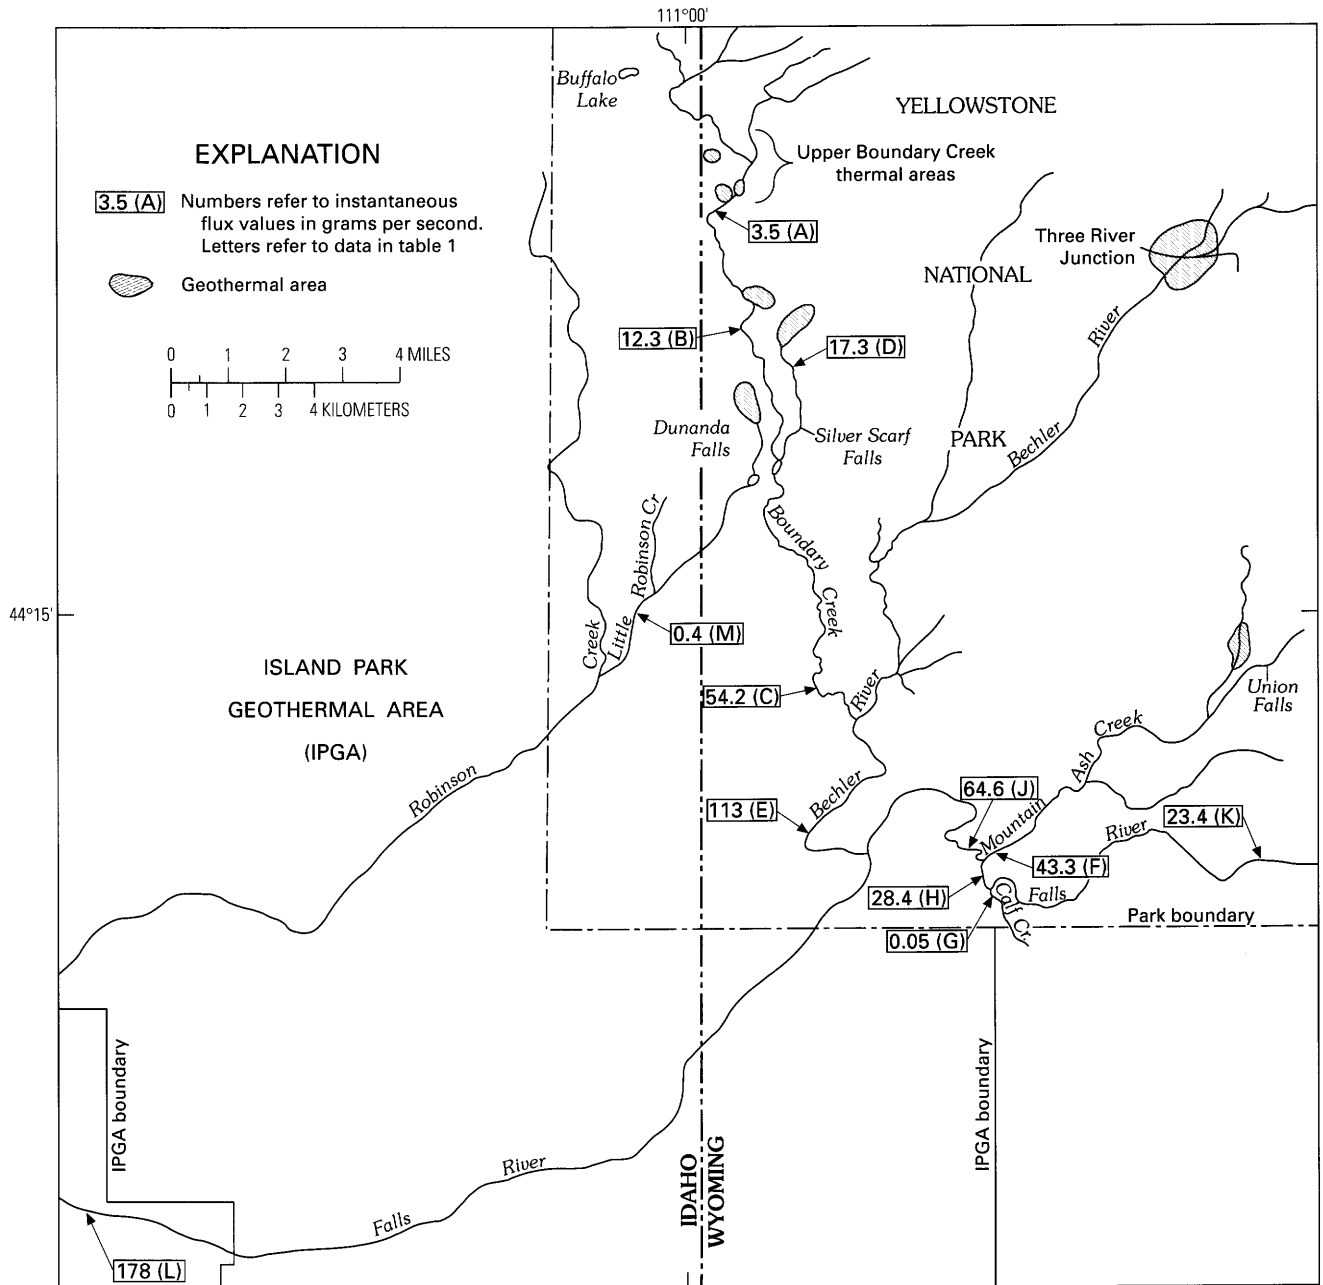 111°00'
Buffalo
Lake
YELLOWSTONE
EXPLANATION
3.5 (A)
Numbers refer to instantaneous
flux values in grams per second.
Letters refer to data in table 1
Geothermal area
0 1 2 3 4 MILES
0 1 2 3 4 KILOMETERS
Upper Boundary Creek
thermal areas
3.5 (A)
Three River
Junction
NATIONAL
12.3 (B)
17.3 (D)
River
Dunanda
Falls
Silver Scarf
Falls
PARK
Bechler
Boundary
Creek
Robinson Cr
Little
Creek
44°15'
0.4 (M)
ISLAND PARK
GEOTHERMAL AREA
(IPGA)
54.2 (C)
River
Union
Falls
Creek
Ash
Mountain
Robinson
Bechler
64.6 (J)
113 (E)
River
23.4 (K)
43.3 (F)
28.4 (H)
Falls
Calf Cr.
Park boundary
0.05 (G)
IPGA boundary
IPGA boundary
IDAHO
WYOMING
River
Falls
178 (L)